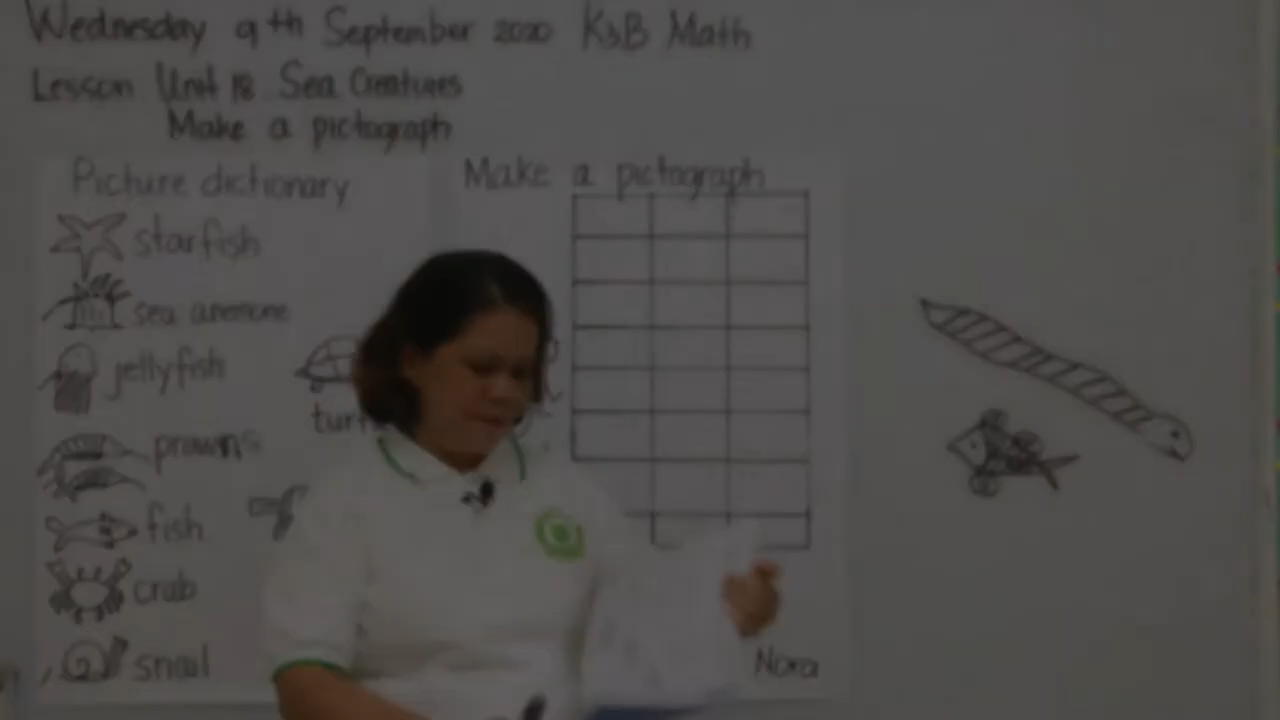 Wednesday 9th September 2020 K3B Math
Lesson Unit 18 Sea Creatures
Make a pictograph
Picture dictionary
starfish
sea anemone
jellyfish
prawns
fish
crab
snail
Make a pictograph
Nora